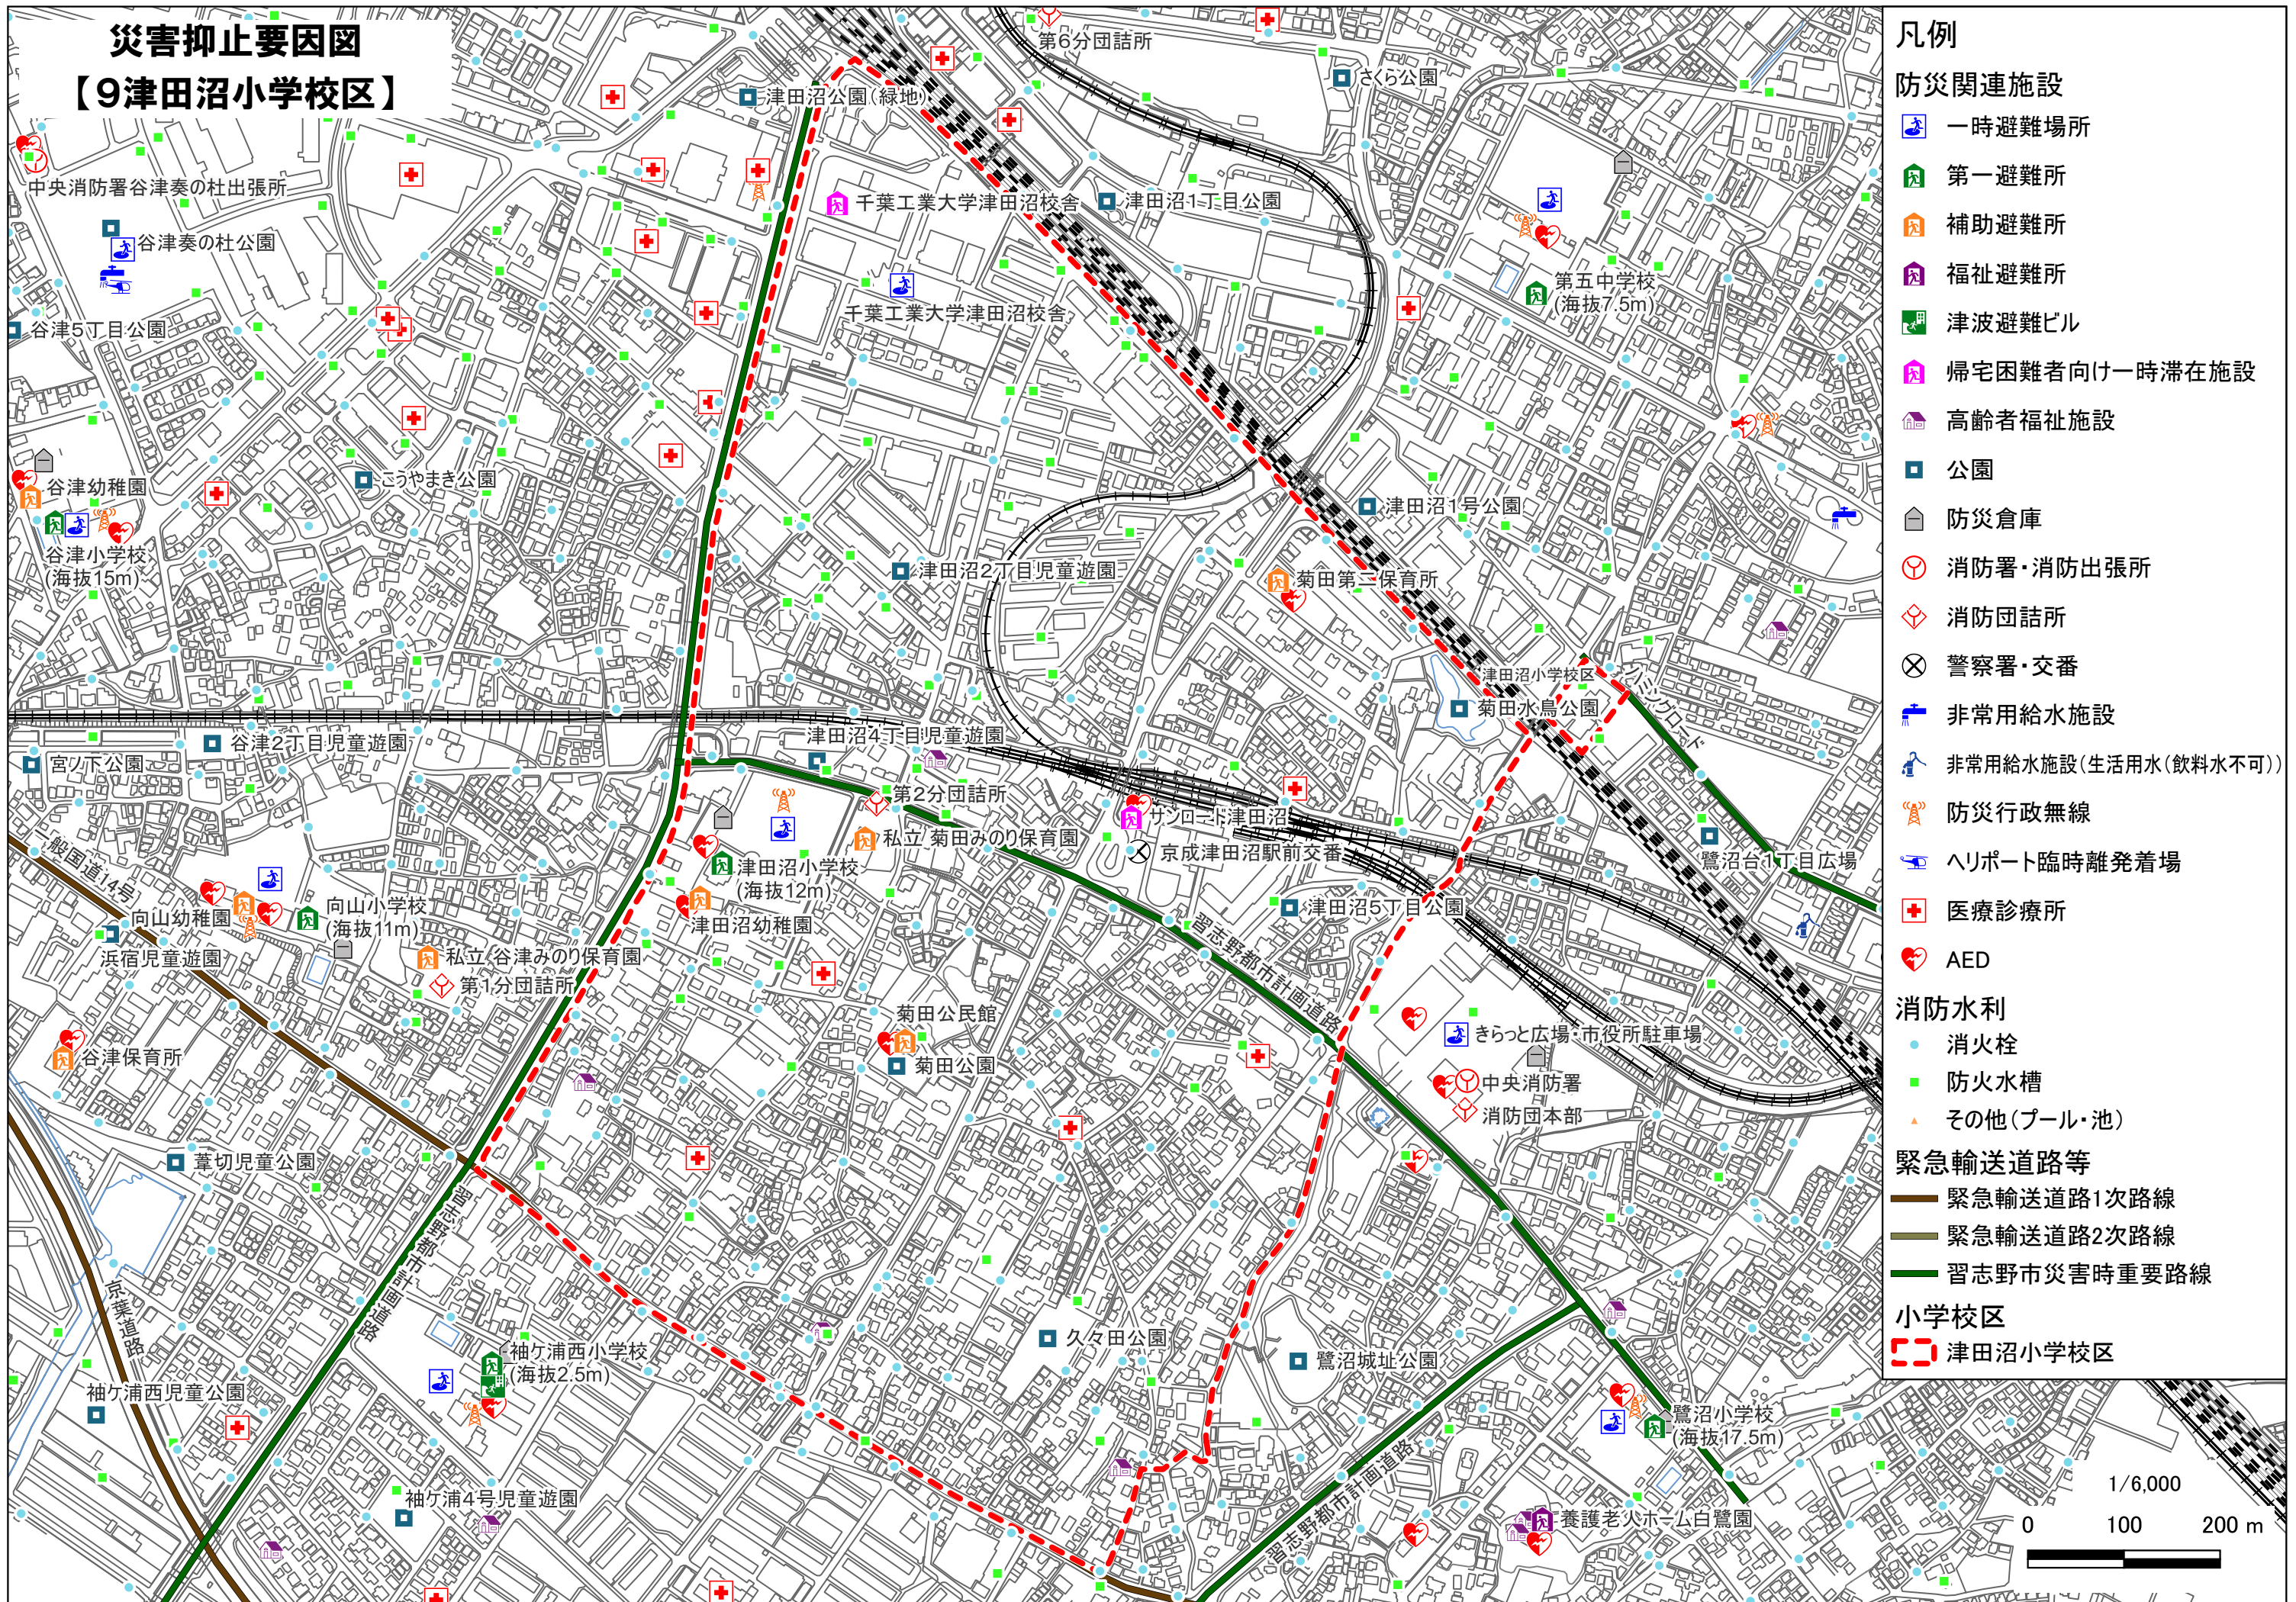 災害抑止要因図
【9津田沼小学校区】
第6分団詰所
さくら公園
津田沼公園(緑地)
中央消防署谷津奏の杜出張所
千葉工業大学津田沼校舎
津田沼1丁目公園
谷津奏の杜公園
千葉工業大学津田沼校舎
第五中学校
(海抜7.5m)
谷津5丁目公園
こうやまき公園
谷津幼稚園
津田沼1号公園
谷津小学校
(海抜15m)
津田沼2丁目児童遊園
菊田第二保育所
津田沼小学校区
ハミングロード
菊田水鳥公園
谷津2丁目児童遊園
津田沼4丁目児童遊園
宮ノ下公園
第2分団詰所
サンロード津田沼
私立 菊田みのり保育園
京成津田沼駅前交番
鷺沼台1丁目広場
一般国道14号
津田沼小学校
(海抜12m)
向山小学校
(海抜11m)
向山幼稚園
津田沼幼稚園
津田沼5丁目公園
浜宿児童遊園
私立 谷津みのり保育園
習志野都市計画道路
第1分団詰所
菊田公民館
きらっと広場・市役所駐車場
谷津保育所
菊田公園
中央消防署
消防団本部
葦切児童公園
習志野都市計画道路
京葉道路
久々田公園
袖ケ浦西小学校
(海抜2.5m)
鷺沼城址公園
袖ケ浦西児童公園
鷺沼小学校
(海抜17.5m)
習志野都市計画道路
袖ケ浦4号児童遊園
養護老人ホーム白鷺園
凡例
防災関連施設
一時避難場所
第一避難所
補助避難所
福祉避難所
津波避難ビル
帰宅困難者向け一時滞在施設
高齢者福祉施設
公園
防災倉庫
消防署・消防出張所
消防団詰所
警察署・交番
非常用給水施設
非常用給水施設(生活用水(飲料水不可))
防災行政無線
ヘリポート臨時離発着場
医療診療所
AED
消防水利
消火栓
防火水槽
その他(プール・池)
緊急輸送道路等
緊急輸送道路1次路線
緊急輸送道路2次路線
習志野市災害時重要路線
小学校区
津田沼小学校区
1/6,000
0 100 200 m